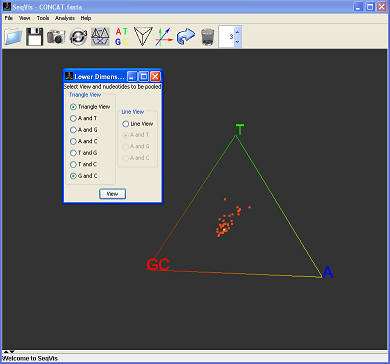 SeqVis - CONCAT.fasta
File View Tools Analysis Help
A T
G
3
Lower Dimens...
Select View and nucleotides to be pooled
Triangle View
Triangle View
A and T
A and G
A and C
T and G
T and C
G and C
Line View
Line View
A and T
A and G
A and C
View
T
GC
A
Welcome to SeqVis